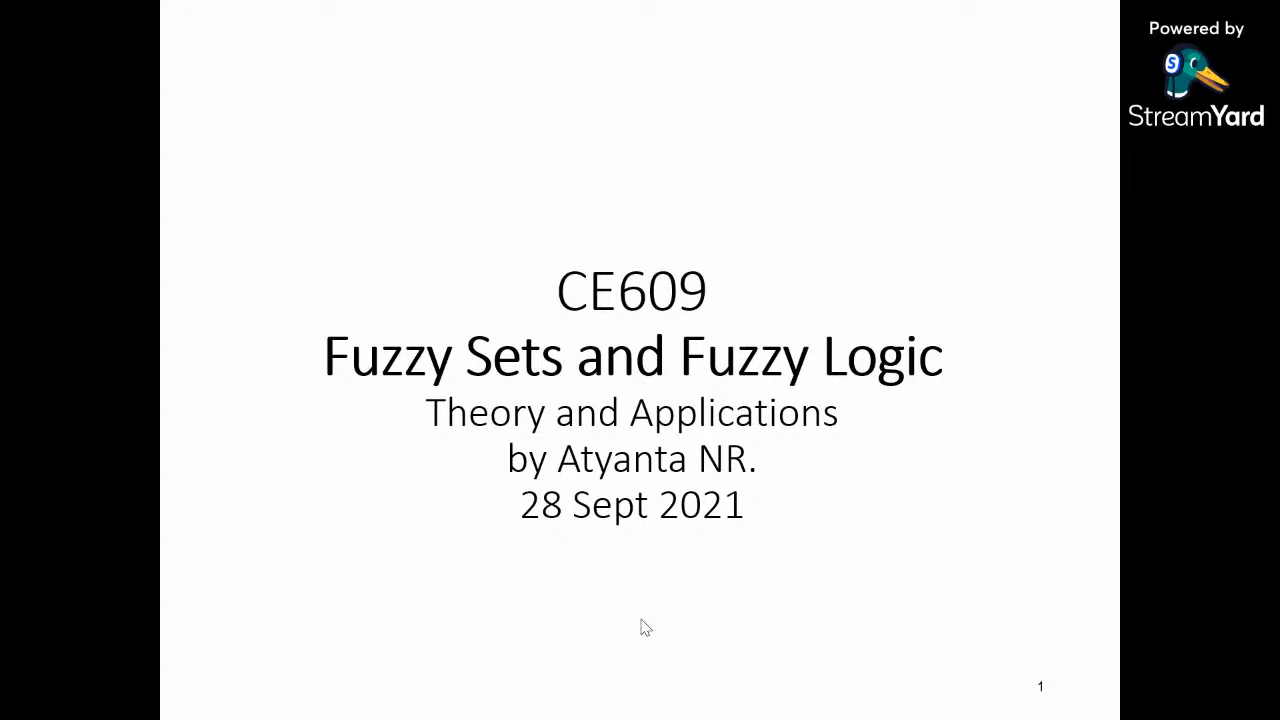 Powered by
StreamYard
CE609
Fuzzy Sets and Fuzzy Logic
Theory and Applications
by Atyanta NR.
28 Sept 2021
1